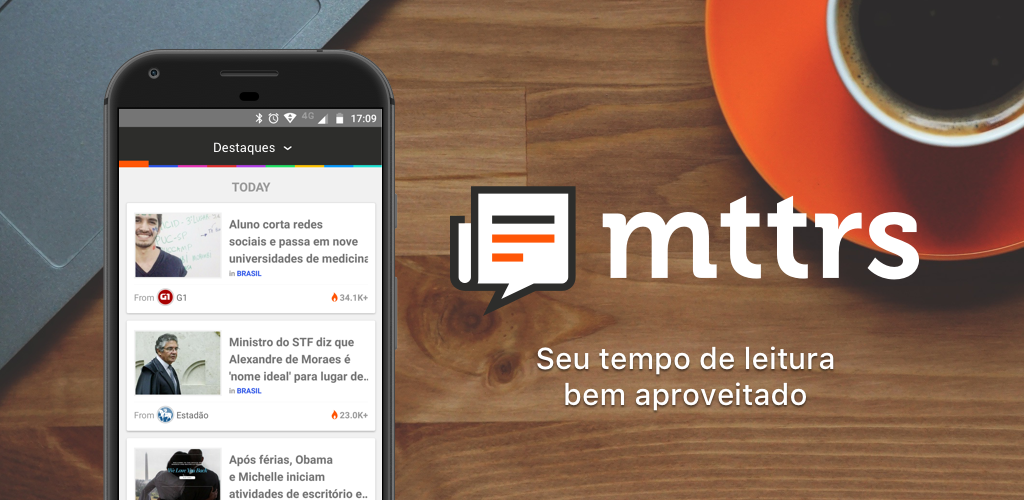 4G 17:09
Destaques
TODAY
Aluno corta redes
sociais e passa em nove
universidades de medicina
in BRASIL
From G1 G1 34.1K+
Ministro do STF diz que
Alexandre de Moraes é
'nome ideal' para lugar de..
in BRASIL
From Estadão 23.0K+
Após férias, Obama
e Michelle iniciam
atividades de escritório e..
mttrs
Seu tempo de leitura
bem aproveitado